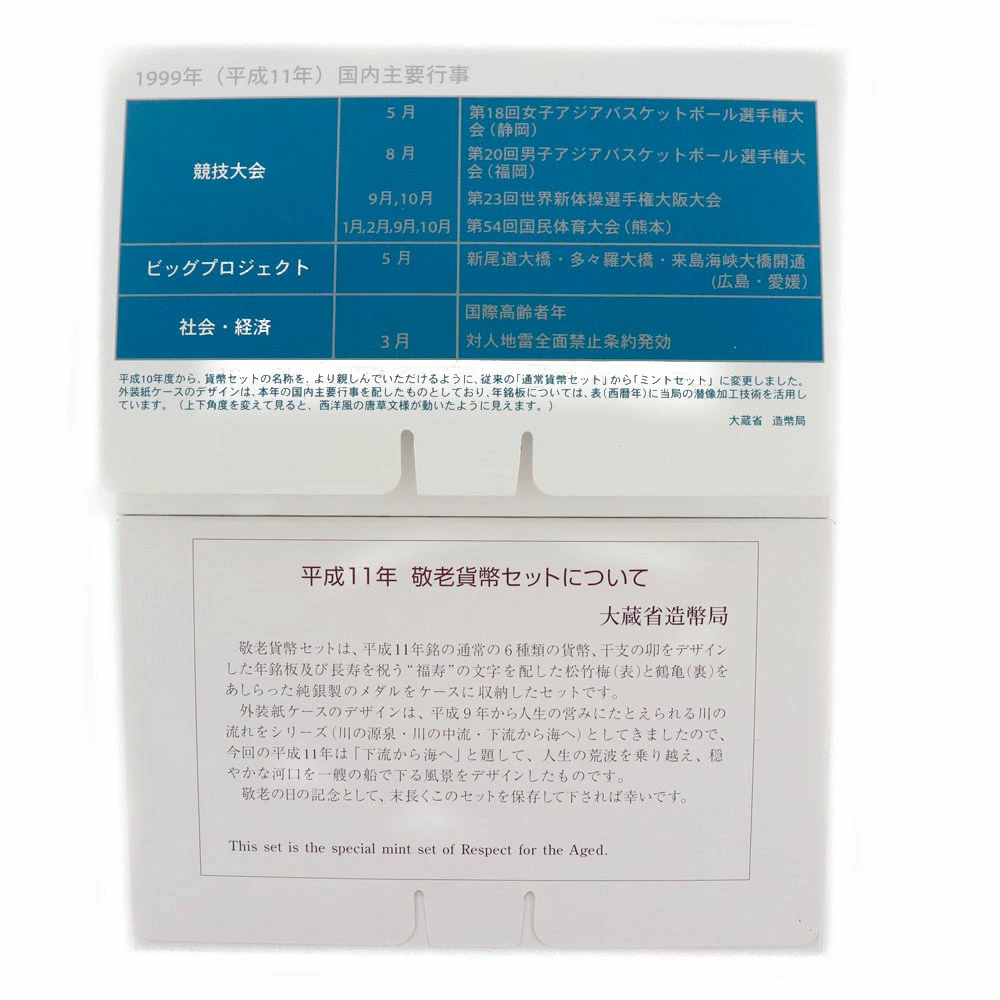 1999年（平成11年）国内主要行事
競技大会
5月 第18回女子アジアバスケットボール選手権大
会（静岡）
8月 第20回男子アジアバスケットボール選手権大
会（福岡）
9月,10月 第23回世界新体操選手権大阪大会
1月,2月,9月,10月 第54回国民体育大会（熊本）
ビッグプロジェクト 5月 新尾道大橋・多々羅大橋・来島海峡大橋開通
（広島・愛媛）
社会・経済 国際高齢者年
3月 対人地雷全面禁止条約発効
平成10年度から、貨幣セットの名称を、より親しんでいただけるように、従来の「通常貨幣セット」から「ミントセット」に変更しました。
外装紙ケースのデザインは、本年の国内主要行事を配したものとしており、年銘板については、表（西暦年）に当局の潜像加工技術を活用し
ています。（上下角度を変えて見ると、西洋風の唐草文様が動いたように見えます。）
大蔵省 造幣局
平成11年 敬老貨幣セットについて
大蔵省造幣局
敬老貨幣セットは、平成11年銘の通常の6種類の貨幣、干支の卯をデザイン
した年銘板及び長寿を祝う“福寿”の文字を配した松竹梅（表）と鶴亀（裏）を
あしらった純銀製のメダルをケースに収納したセットです。
外装紙ケースのデザインは、平成9年から人生の営みにたとえられる川の
流れをシリーズ（川の源泉・川の中流・下流から海へ）としてきましたので、
今回の平成11年は「下流から海へ」と題して、人生の荒波を乗り越え、穏
やかな河口を一艘の船で下る風景をデザインしたものです。
敬老の日の記念として、末長くこのセットを保存して下されば幸いです。
This set is the special mint set of Respect for the Aged.